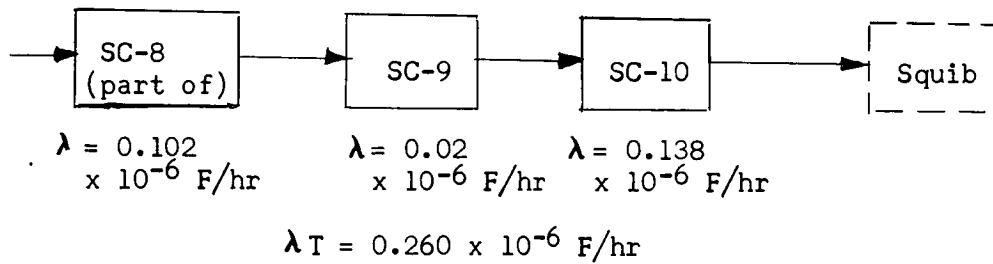 SC-8
(part of)
SC-9
SC-10
Squib
λ = 0.102
x 10⁻⁶ F/hr
λ = 0.02
x 10⁻⁶ F/hr
λ = 0.138
x 10⁻⁶ F/hr
λT = 0.260 x 10⁻⁶ F/hr